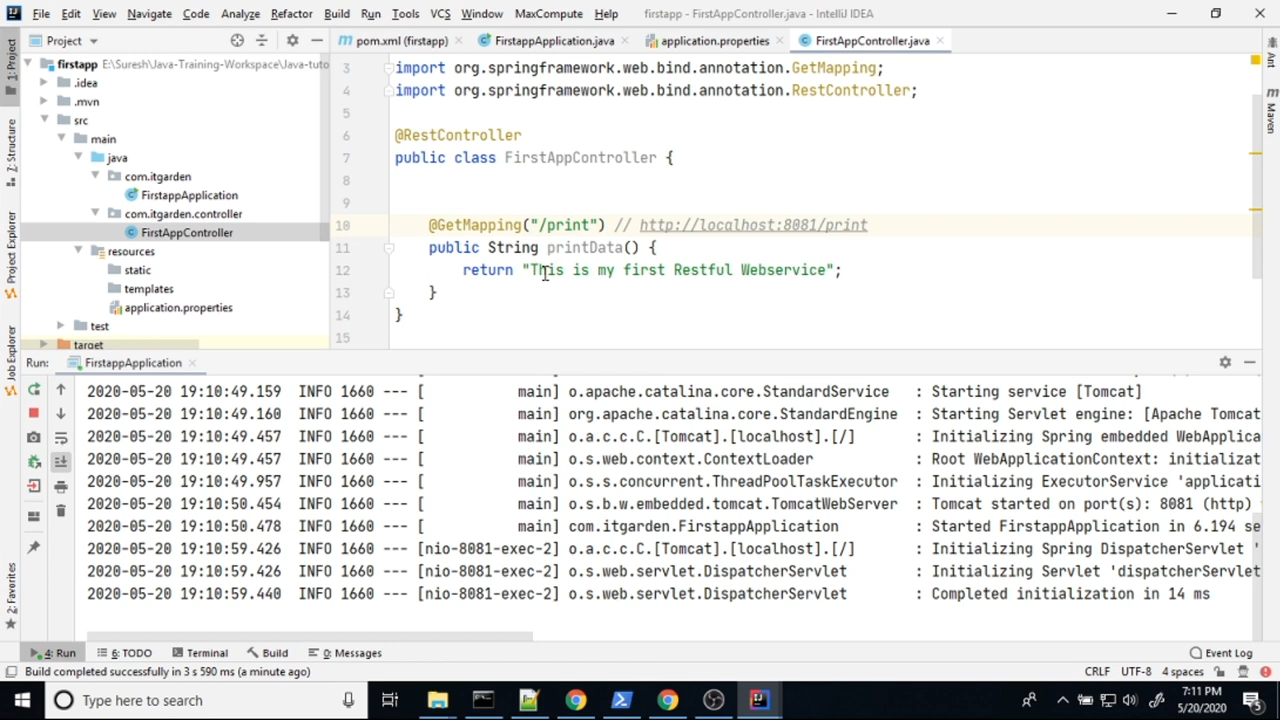 File Edit View Navigate Code Analyze Refactor Build Run Tools VCS Window MaxCompute Help firstapp - FirstAppController.java - IntelliJ IDEA
Project pom.xml (firstapp) FirstappApplication.java application.properties FirstAppController.java
firstapp E:\Suresh\Java-Training-Workspace\Java-tuto
.idea
.mvn
src
main
java
com.itgarden
FirstappApplication
com.itgarden.controller
FirstAppController
resources
static
templates
application.properties
test
target
1: Project
Z: Structure
Project Explorer
Job Explorer
2: Favorites
3 import org.springframework.web.bind.annotation.GetMapping;
4 import org.springframework.web.bind.annotation.RestController;
5
6 @RestController
7 public class FirstAppController {
8
9
10 @GetMapping("/print") // http://localhost:8081/print
11 public String printData() {
12 return "This is my first Restful Webservice";
13 }
14 }
15
Ant
Maven
Run: FirstappApplication
2020-05-20 19:10:49.159 INFO 1660 --- [ main] o.apache.catalina.core.StandardService : Starting service [Tomcat]
2020-05-20 19:10:49.160 INFO 1660 --- [ main] org.apache.catalina.core.StandardEngine : Starting Servlet engine: [Apache Tomcat
2020-05-20 19:10:49.457 INFO 1660 --- [ main] o.a.c.c.C.[Tomcat].[localhost].[/] : Initializing Spring embedded WebApplica
2020-05-20 19:10:49.457 INFO 1660 --- [ main] o.s.web.context.ContextLoader : Root WebApplicationContext: initializat
2020-05-20 19:10:49.957 INFO 1660 --- [ main] o.s.s.concurrent.ThreadPoolTaskExecutor : Initializing ExecutorService 'applicati
2020-05-20 19:10:50.454 INFO 1660 --- [ main] o.s.b.w.embedded.tomcat.TomcatWebServer : Tomcat started on port(s): 8081 (http)
2020-05-20 19:10:50.478 INFO 1660 --- [ main] com.itgarden.FirstappApplication : Started FirstappApplication in 6.194 se
2020-05-20 19:10:59.426 INFO 1660 --- [nio-8081-exec-2] o.a.c.c.C.[Tomcat].[localhost].[/] : Initializing Spring DispatcherServlet '
2020-05-20 19:10:59.426 INFO 1660 --- [nio-8081-exec-2] o.s.web.servlet.DispatcherServlet : Initializing Servlet 'dispatcherServlet
2020-05-20 19:10:59.440 INFO 1660 --- [nio-8081-exec-2] o.s.web.servlet.DispatcherServlet : Completed initialization in 14 ms
4: Run 6: TODO Terminal Build 0: Messages Event Log
Build completed successfully in 3 s 590 ms (a minute ago) CRLF UTF-8 4 spaces
Type here to search
7:11 PM
5/20/2020
5